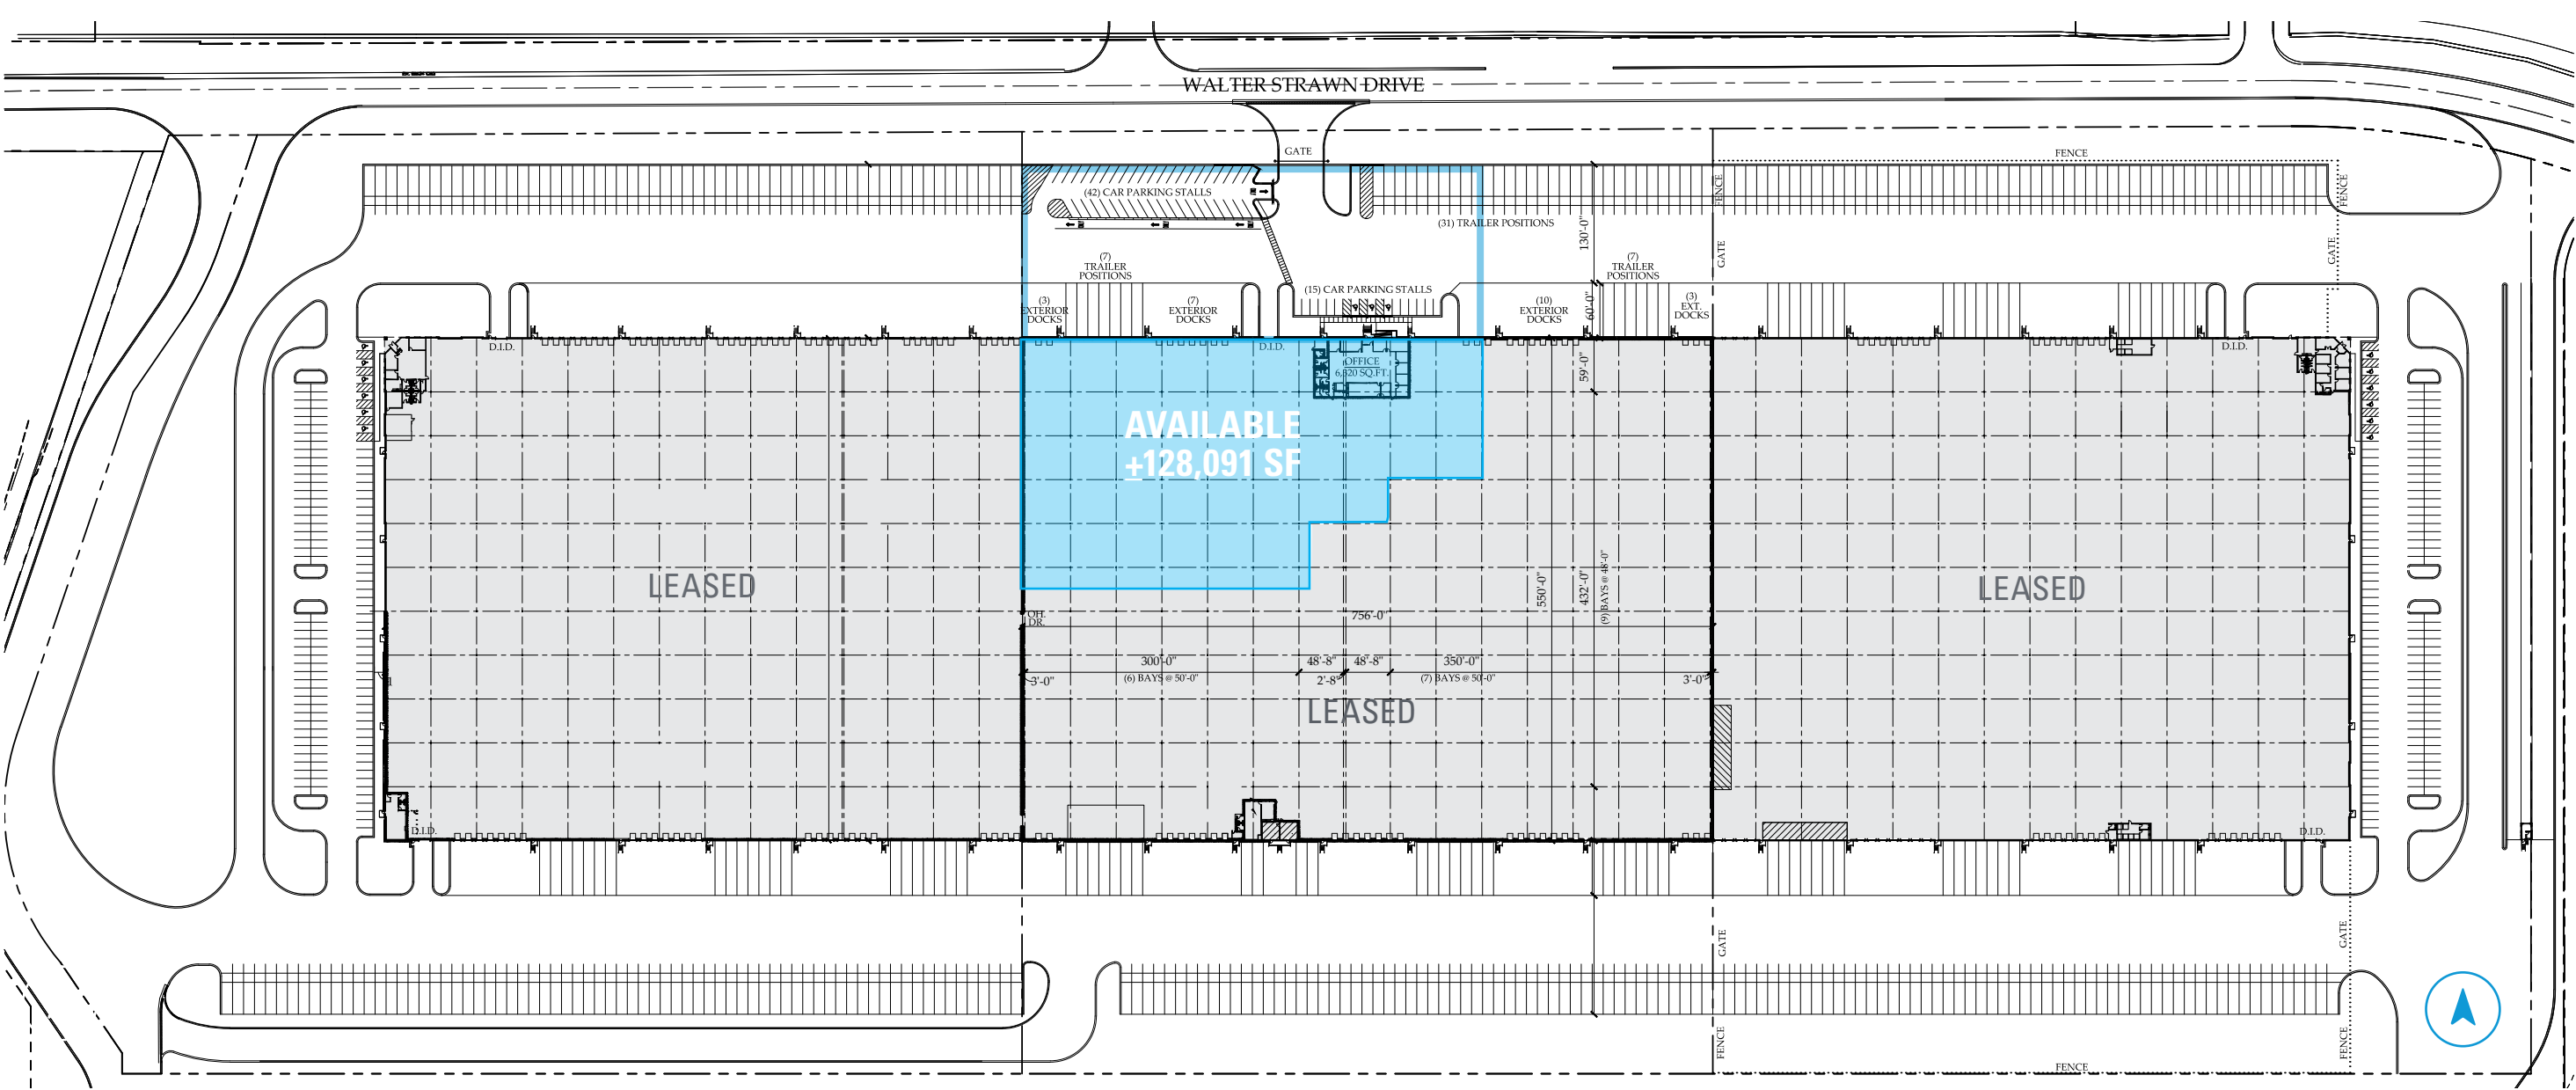 WALTER STRAWN DRIVE
GATE
FENCE
(42) CAR PARKING STALLS
FENCE
FENCE
(31) TRAILER POSITIONS
130'-0"
GATE
GATE
(7)
TRAILER
POSITIONS
(7)
TRAILER
POSITIONS
(15) CAR PARKING STALLS
(3)
EXTERIOR
DOCKS
(7)
EXTERIOR
DOCKS
(10)
EXTERIOR
DOCKS
60'-0"
(3)
EXT.
DOCKS
D.I.D.
D.I.D.
D.I.D.
OFFICE
SQ.FT.
59'-0"
AVAILABLE
±128,091 SF
LEASED
550'-0"
432'-0"
(9) BAYS @ 48'-0"
LEASED
OH.
DR.
756'-0"
300'-0"
48'-8"
48'-8"
350'-0"
3'-0"
(6) BAYS @ 50'-0"
2'-8"
(7) BAYS @ 50'-0"
3'-0"
LEASED
D.I.D.
D.I.D.
GATE
GATE
FENCE
FENCE
FENCE